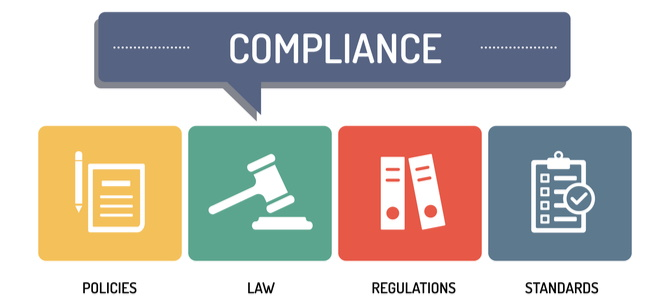 COMPLIANCE
POLICIES
LAW
REGULATIONS
STANDARDS